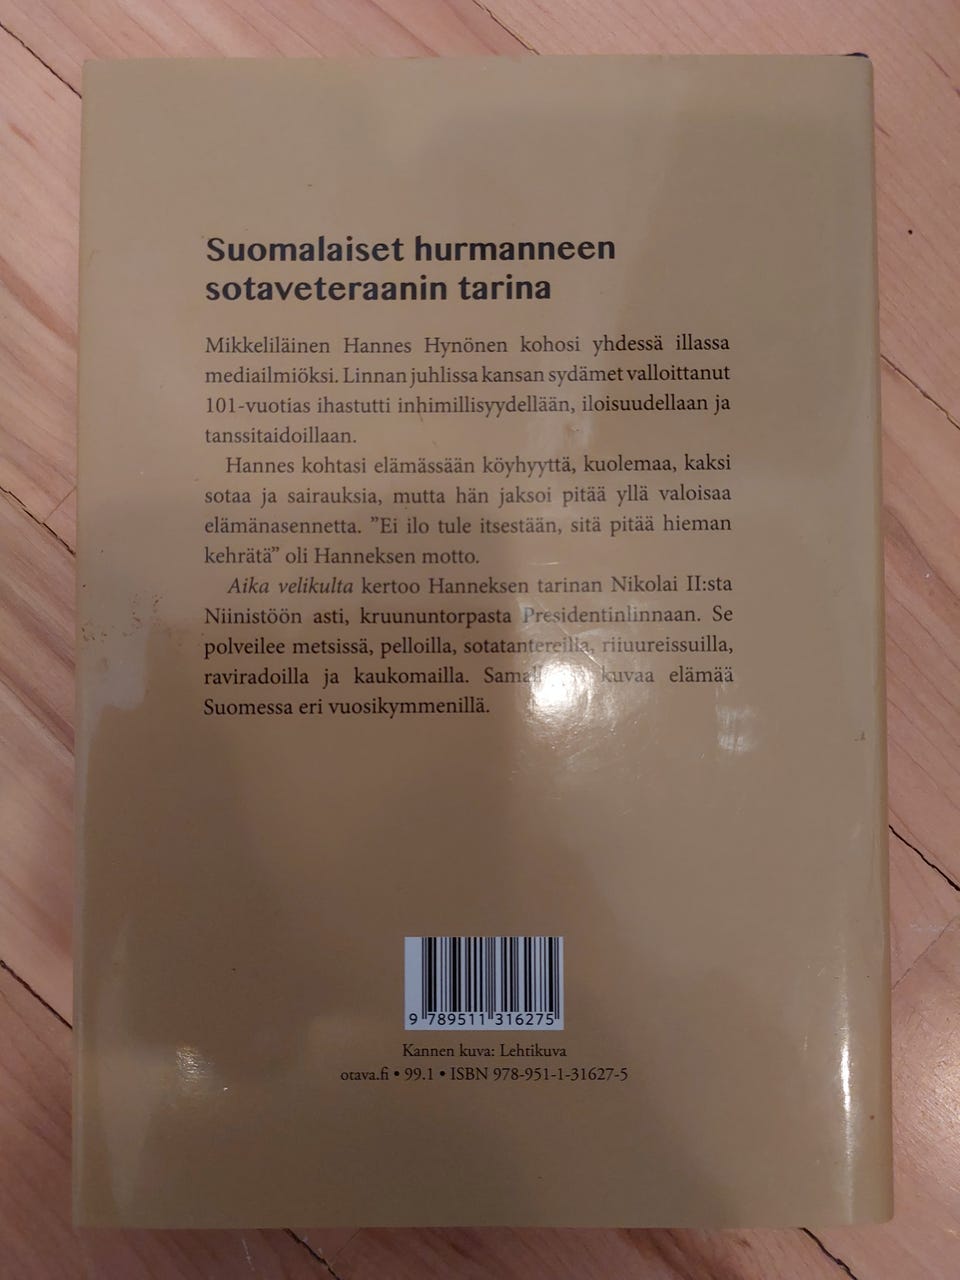 Suomalaiset hurmanneen
sotaveteraanin tarina
Mikkeliläinen Hannes Hynönen kohosi yhdessä illassa
mediailmiöksi. Linnan juhlissa kansan sydämet valloittanut
101-vuotias ihastutti inhimillisyydellään, iloisuudellaan ja
tanssitaidoillaan.
Hannes kohtasi elämässään köyhyyttä, kuolemaa, kaksi
sotaa ja sairauksia, mutta hän jaksoi pitää yllä valoisaa
elämänasennetta. ”Ei ilo tule itsestään, sitä pitää hieman
kehrätä” oli Hanneksen motto.
Aika velikulta kertoo Hanneksen tarinan Nikolai II:sta
Niinistöön asti, kruununtorpasta Presidentinlinnaan. Se
polveilee metsissä, pelloilla, sotatantereilla, riiuureissuilla,
raviradoilla ja kaukomailla. kuvaa elämää
Suomessa eri vuosikymmenillä.
9 789511 316275
Kannen kuva: Lehtikuva
otava.fi • 99.1 • ISBN 978-951-1-31627-5